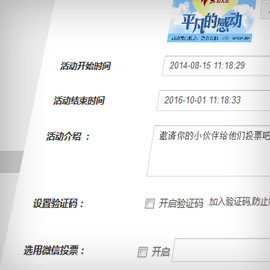 平凡的感动
活动开始时间 2014-08-15 11:18:29
活动结束时间 2016-10-01 11:18:33
活动介绍 : 邀请你的小伙伴给他们投票吧
设置验证码： 开启验证码 加入验证码,防止
选用微信投票： 开启